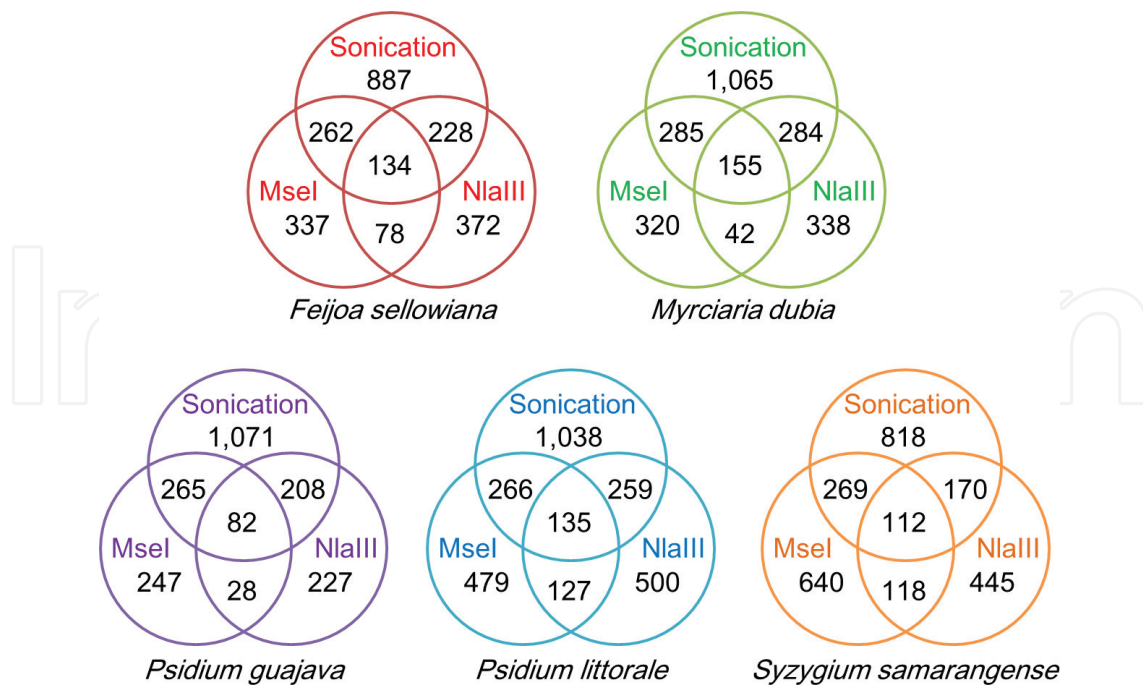 Sonication Sonication
887 1,065
262 228 285 284
134 155
MseI NlaIII MseI NlaIII
337 78 372 320 42 338
Feijoa sellowiana Myrciaria dubia
Sonication Sonication Sonication
1,071 1,038 818
265 208 266 259 269 170
82 135 112
MseI NlaIII MseI NlaIII MseI NlaIII
247 28 227 479 127 500 640 118 445
Psidium guajava Psidium littorale Syzygium samarangense